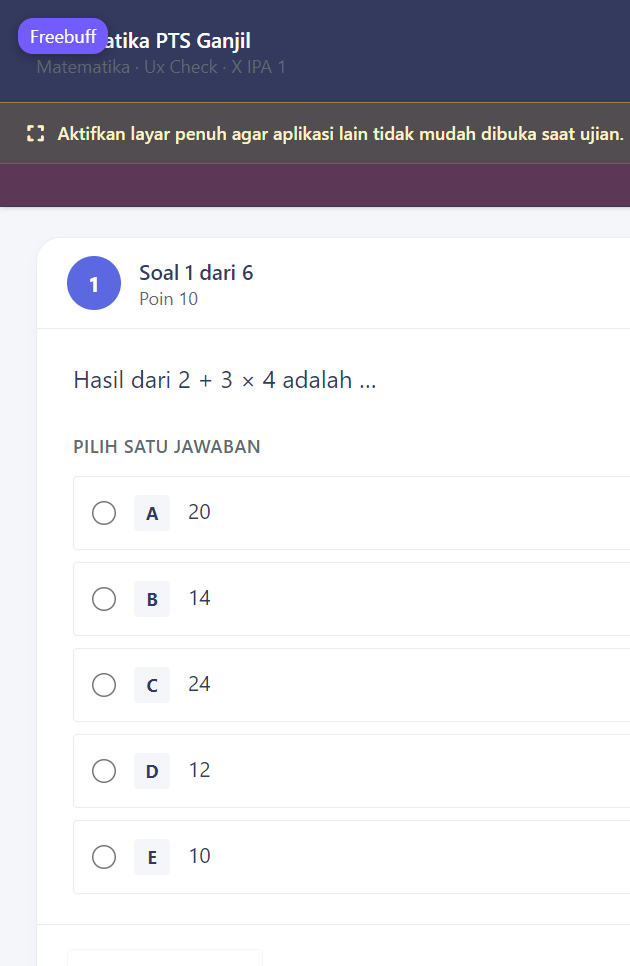 Freebuff
atika PTS Ganjil
Matematika · Ux Check · X IPA 1
Aktifkan layar penuh agar aplikasi lain tidak mudah dibuka saat ujian.
1
Soal 1 dari 6
Poin 10
Hasil dari 2 + 3 × 4 adalah ...
PILIH SATU JAWABAN
A 20
B 14
C 24
D 12
E 10